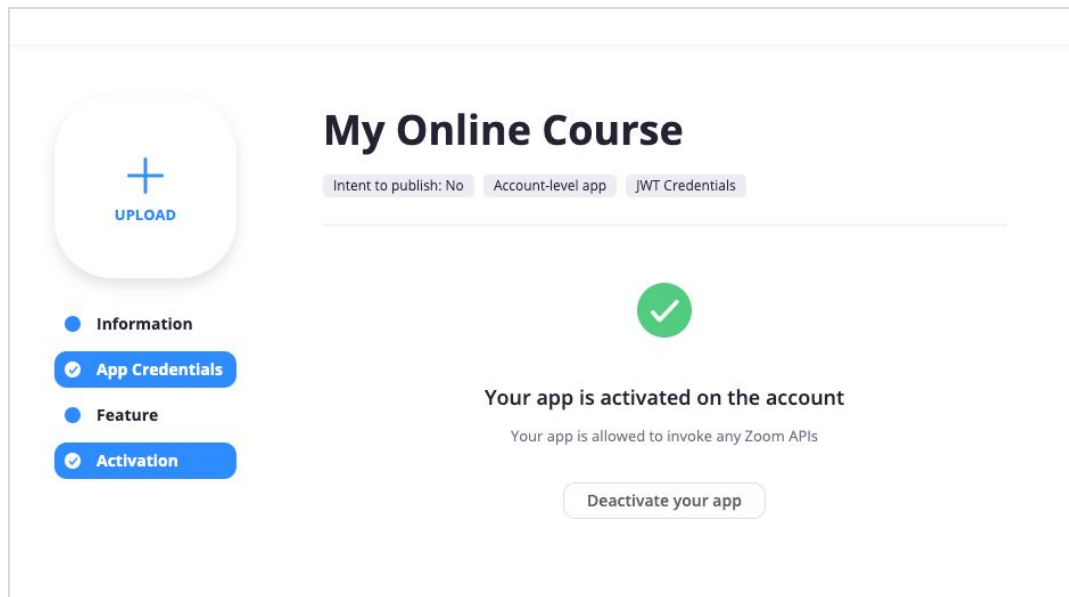 UPLOAD
My Online Course
Intent to publish: No Account-level app JWT Credentials
Information
App Credentials
Feature
Activation
Your app is activated on the account
Your app is allowed to invoke any Zoom APIs
Deactivate your app